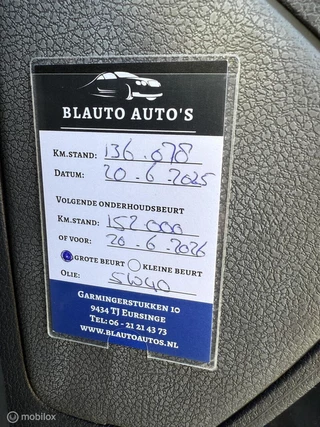 BLAUTO AUTO'S
KM.STAND: 136.078
DATUM: 20-6-2025
VOLGENDE ONDERHOUDSBEURT
KM.STAND: 152.000
OF VOOR: 20-6-2026
GROTE BEURT KLEINE BEURT
OLIE: 5W40
GARMINGERSTUKKEN 10
9434 TJ EURSINGE
TEL: 06 - 21 21 43 73
WWW.BLAUTOAUTOS.NL
mobilox